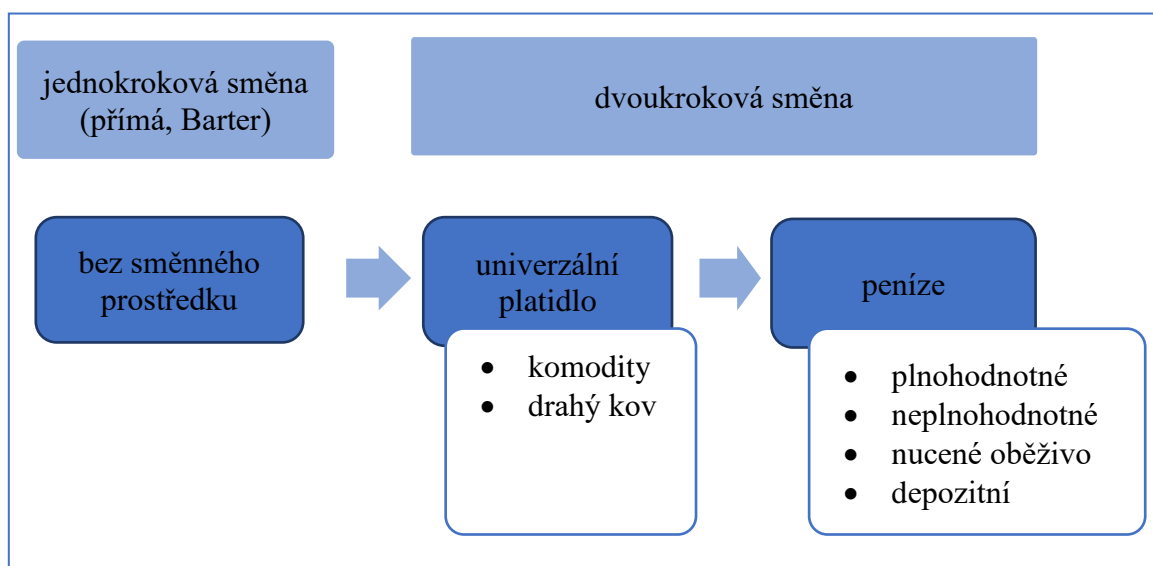 jednokroková směna
(přímá, Barter)
dvoukroková směna
bez směnného
prostředku
univerzální
platidlo
• komodity
• drahý kov
peníze
• plnohodnotné
• neplnohodnotné
• nucené oběživo
• depozitní